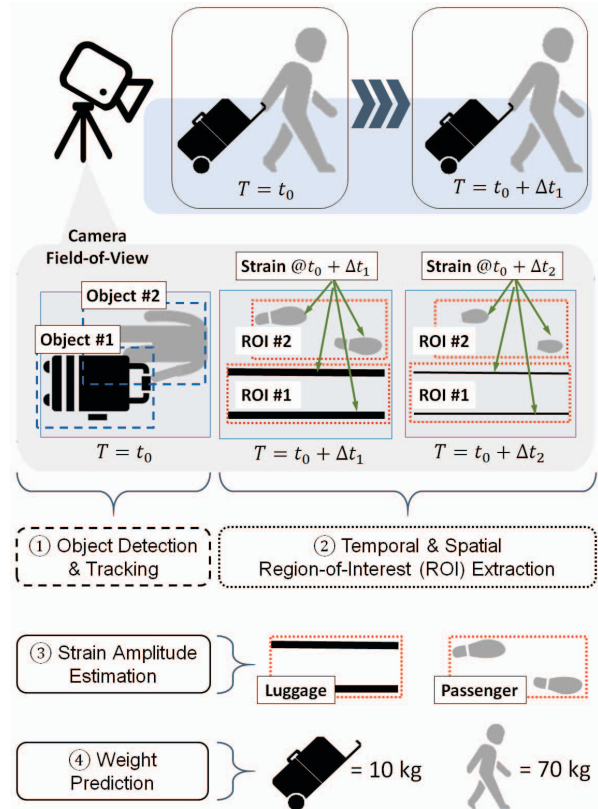 T = t₀
T = t₀ + Δt₁
Camera
Field-of-View
Object #2
Object #1
T = t₀
Strain @t₀ + Δt₁
ROI #2
ROI #1
T = t₀ + Δt₁
Strain @t₀ + Δt₂
ROI #2
ROI #1
T = t₀ + Δt₂
① Object Detection
& Tracking
② Temporal & Spatial
Region-of-Interest (ROI) Extraction
③ Strain Amplitude
Estimation
Luggage
Passenger
④ Weight
Prediction
= 10 kg
= 70 kg